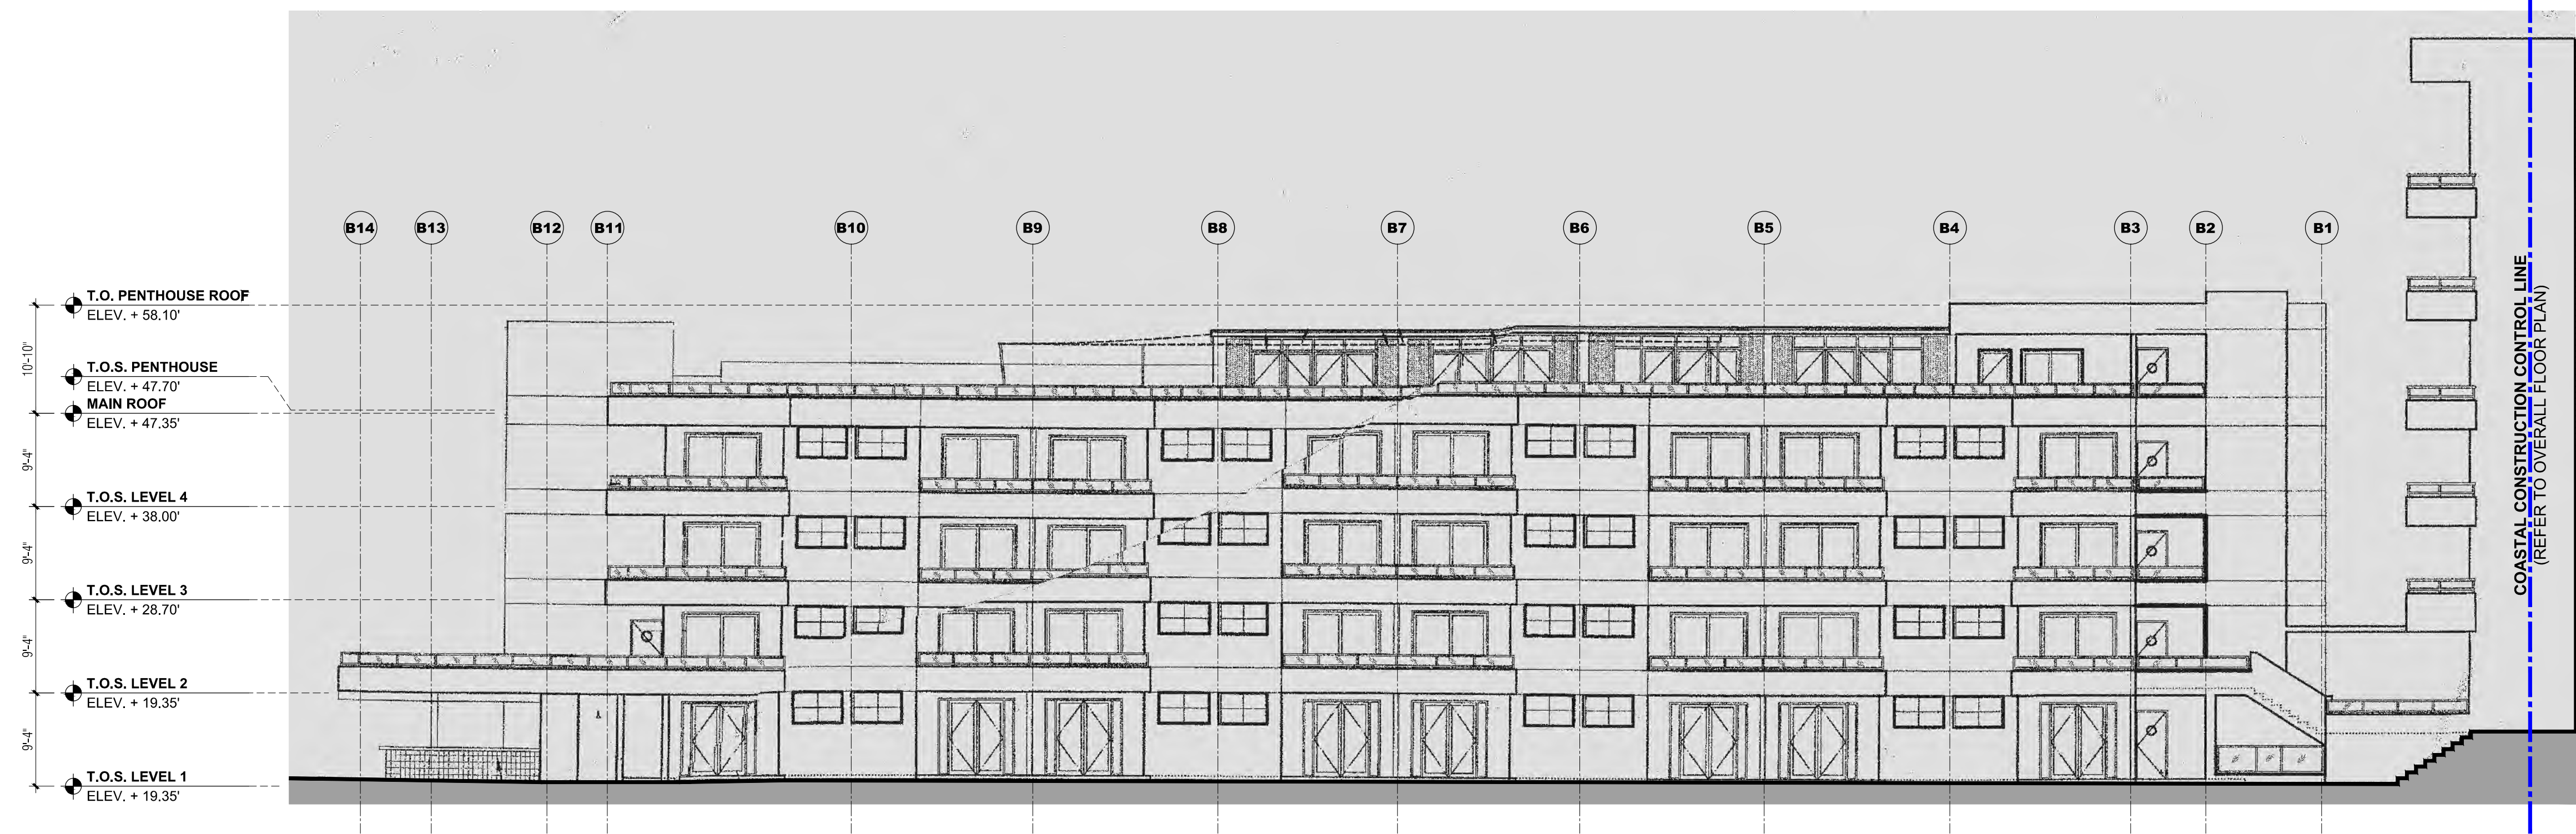 B14 B13 B12 B11 B10 B9 B8 B7 B6 B5 B4 B3 B2 B1
T.O. PENTHOUSE ROOF
ELEV. + 58.10'
10'-10"
T.O.S. PENTHOUSE
ELEV. + 47.70'
MAIN ROOF
ELEV. + 47.35'
9'-4"
T.O.S. LEVEL 4
ELEV. + 38.00'
9'-4"
T.O.S. LEVEL 3
ELEV. + 28.70'
9'-4"
T.O.S. LEVEL 2
ELEV. + 19.35'
9'-4"
T.O.S. LEVEL 1
ELEV. + 19.35'
COASTAL CONSTRUCTION CONTROL LINE
(REFER TO OVERALL FLOOR PLAN)